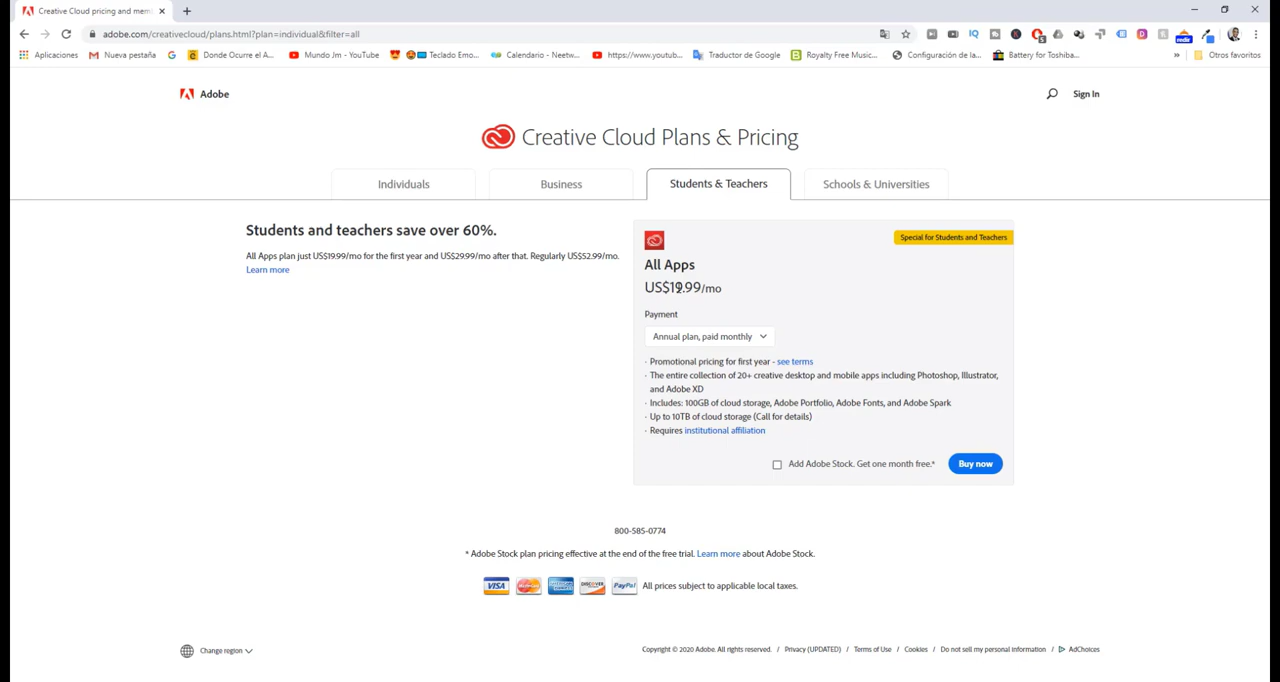 Creative Cloud pricing and mem
adobe.com/creativecloud/plans.html?plan=individual&filter=all
Aplicaciones
Nueva pestaña
Donde Ocurre el A...
Mundo Jm - YouTube
Teclado Emo...
Calendario - Neetw...
https://www.youtub...
Traductor de Google
Royalty Free Music...
Configuración de la...
Battery for Toshiba...
»
Otros favoritos
Adobe
Sign In
Creative Cloud Plans & Pricing
Individuals
Business
Students & Teachers
Schools & Universities
Students and teachers save over 60%.
All Apps plan just US$19.99/mo for the first year and US$29.99/mo after that. Regularly US$52.99/mo.
Learn more
Special for Students and Teachers
All Apps
US$19.99/mo
Payment
Annual plan, paid monthly
· Promotional pricing for first year - see terms
· The entire collection of 20+ creative desktop and mobile apps including Photoshop, Illustrator,
and Adobe XD
· Includes: 100GB of cloud storage, Adobe Portfolio, Adobe Fonts, and Adobe Spark
· Up to 10TB of cloud storage (Call for details)
· Requires institutional affiliation
Add Adobe Stock. Get one month free.*
Buy now
800-585-0774
* Adobe Stock plan pricing effective at the end of the free trial. Learn more about Adobe Stock.
VISA
DISCOVER
PayPal
All prices subject to applicable local taxes.
Change region
Copyright © 2020 Adobe. All rights reserved. / Privacy (UPDATED) / Terms of Use / Cookies / Do not sell my personal information / AdChoices